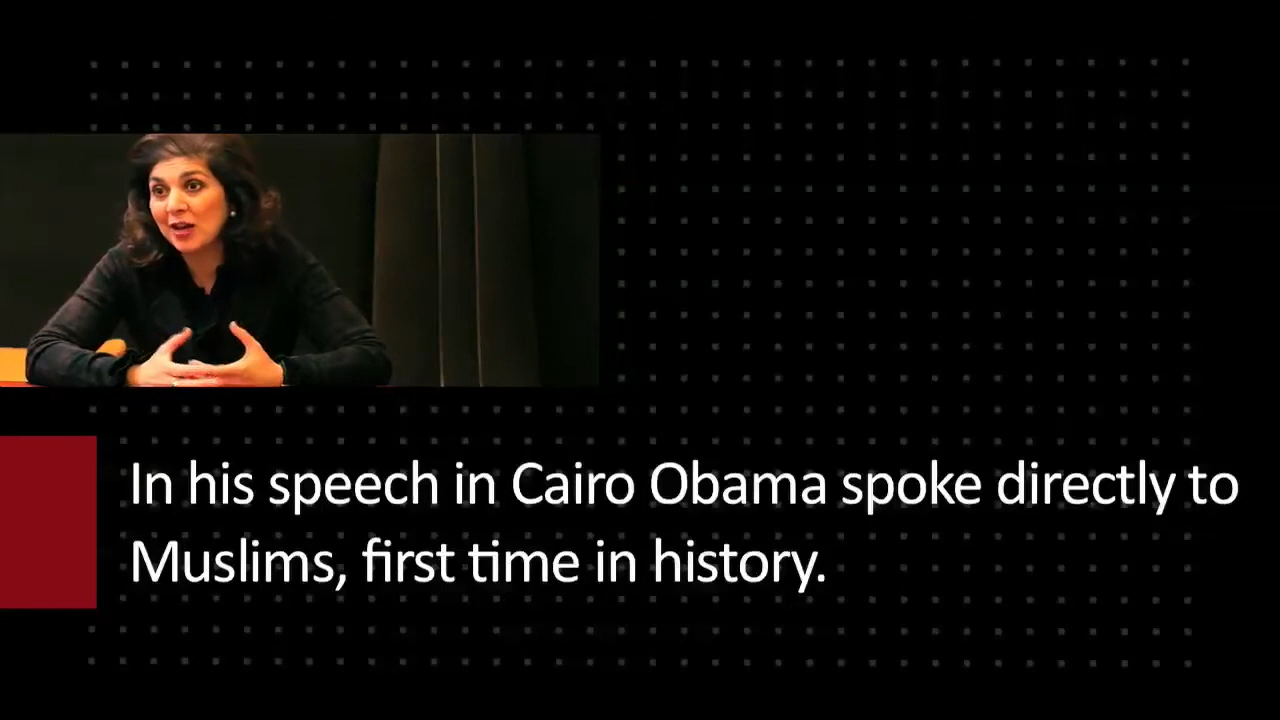 In his speech in Cairo Obama spoke directly to
Muslims, first time in history.